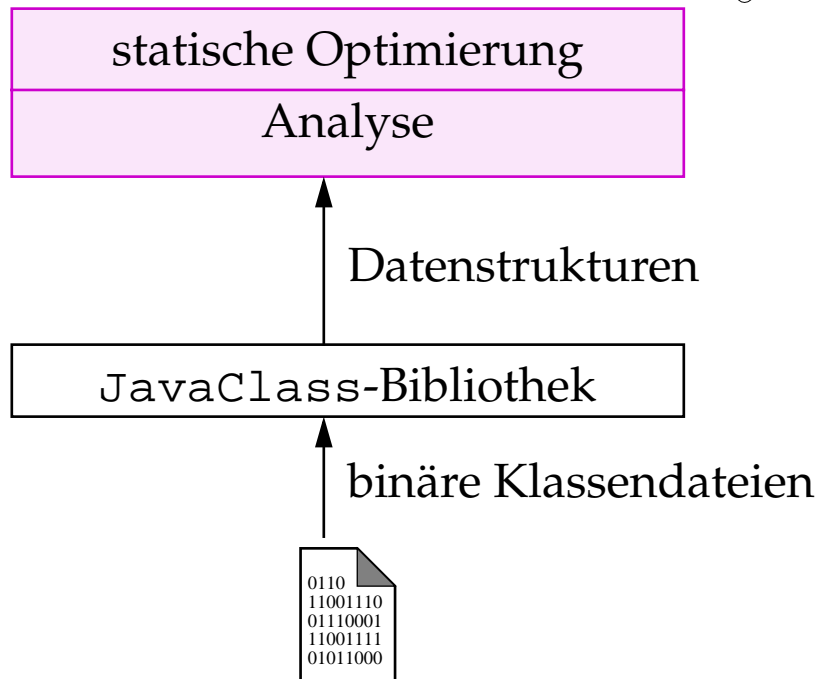 statische Optimierung
Analyse
Datenstrukturen
JavaClass-Bibliothek
binäre Klassendateien
0110
11001110
01110001
11001111
01011000